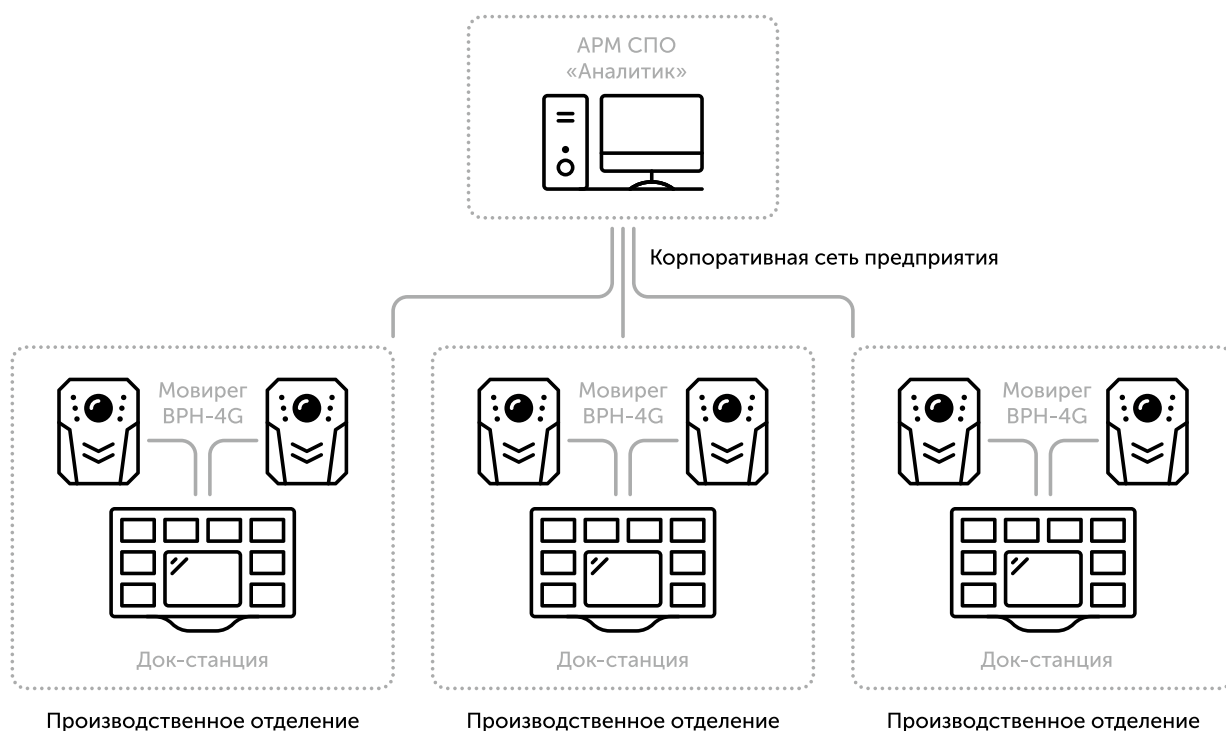 АРМ СПО
«Аналитик»
Корпоративная сеть предприятия
Мовирег
ВРН-4G
Док-станция
Производственное отделение
Мовирег
ВРН-4G
Док-станция
Производственное отделение
Мовирег
ВРН-4G
Док-станция
Производственное отделение